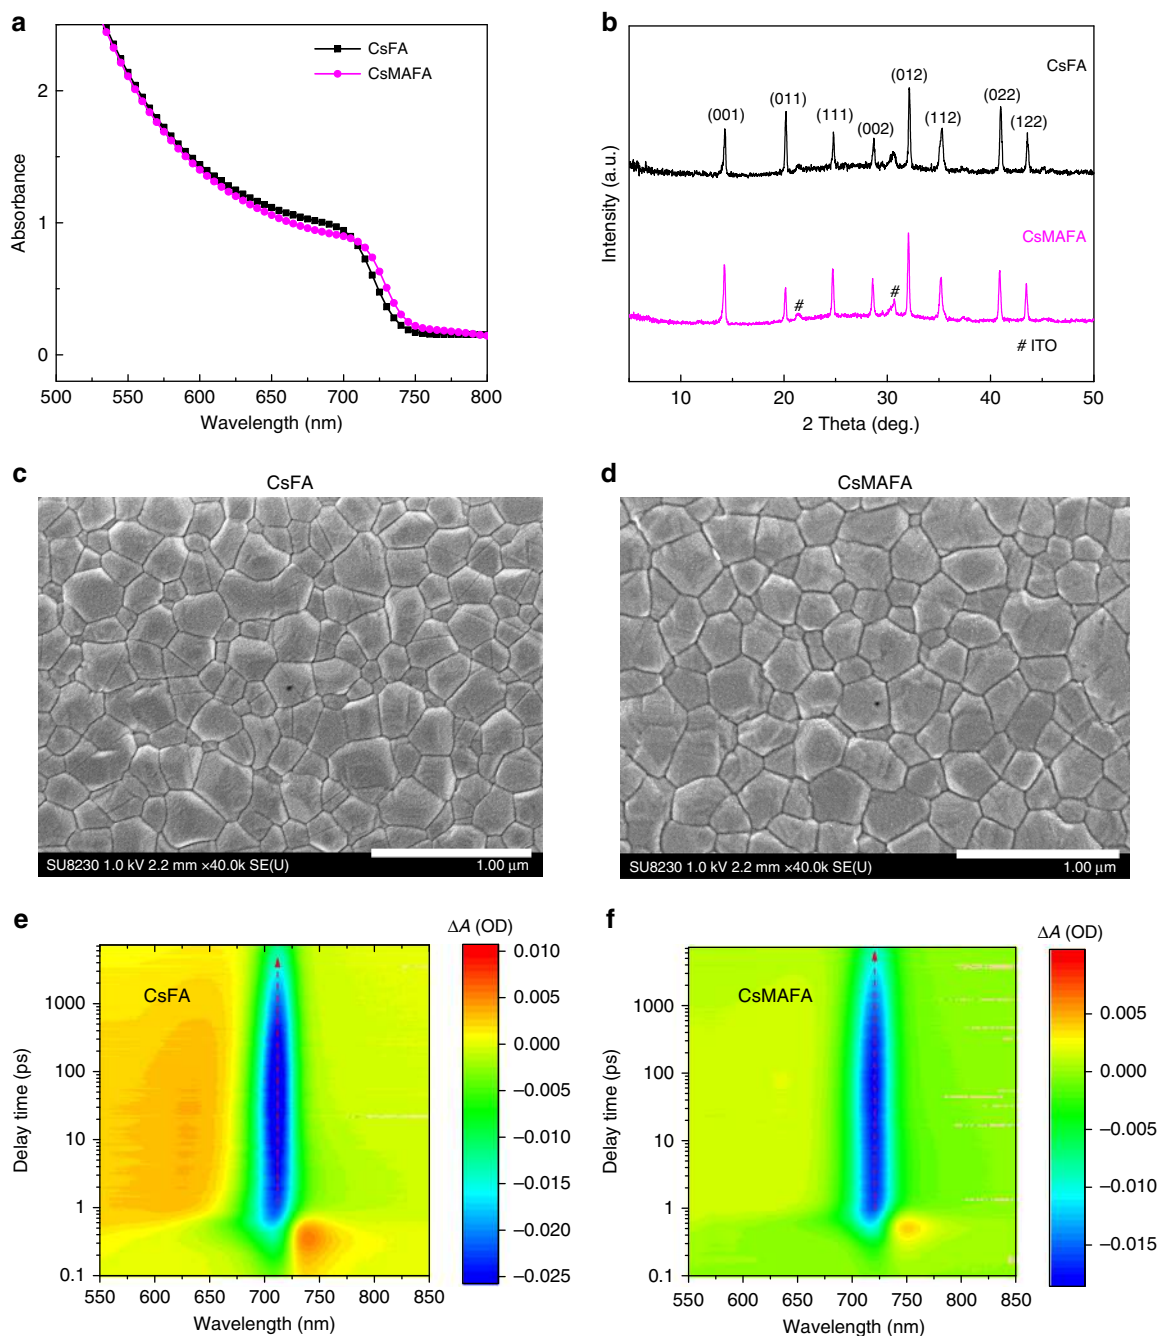 a
CsFA
CsMAFA
2
1
0
Absorbance
500 550 600 650 700 750 800
Wavelength (nm)
b
CsFA
(001) (011) (111) (002) (012) (112) (022) (122)
CsMAFA
# #
# ITO
Intensity (a.u.)
10 20 30 40 50
2 Theta (deg.)
c
CsFA
SU8230 1.0 kV 2.2 mm ×40.0k SE(U) 1.00 μm
d
CsMAFA
SU8230 1.0 kV 2.2 mm ×40.0k SE(U) 1.00 μm
e
ΔA (OD)
CsFA
1000
100
10
1
0.1
Delay time (ps)
550 600 650 700 750 800 850
Wavelength (nm)
0.010
0.005
0.000
−0.005
−0.010
−0.015
−0.020
−0.025
f
ΔA (OD)
CsMAFA
1000
100
10
1
0.1
Delay time (ps)
550 600 650 700 750 800 850
Wavelength (nm)
0.005
0.000
−0.005
−0.010
−0.015